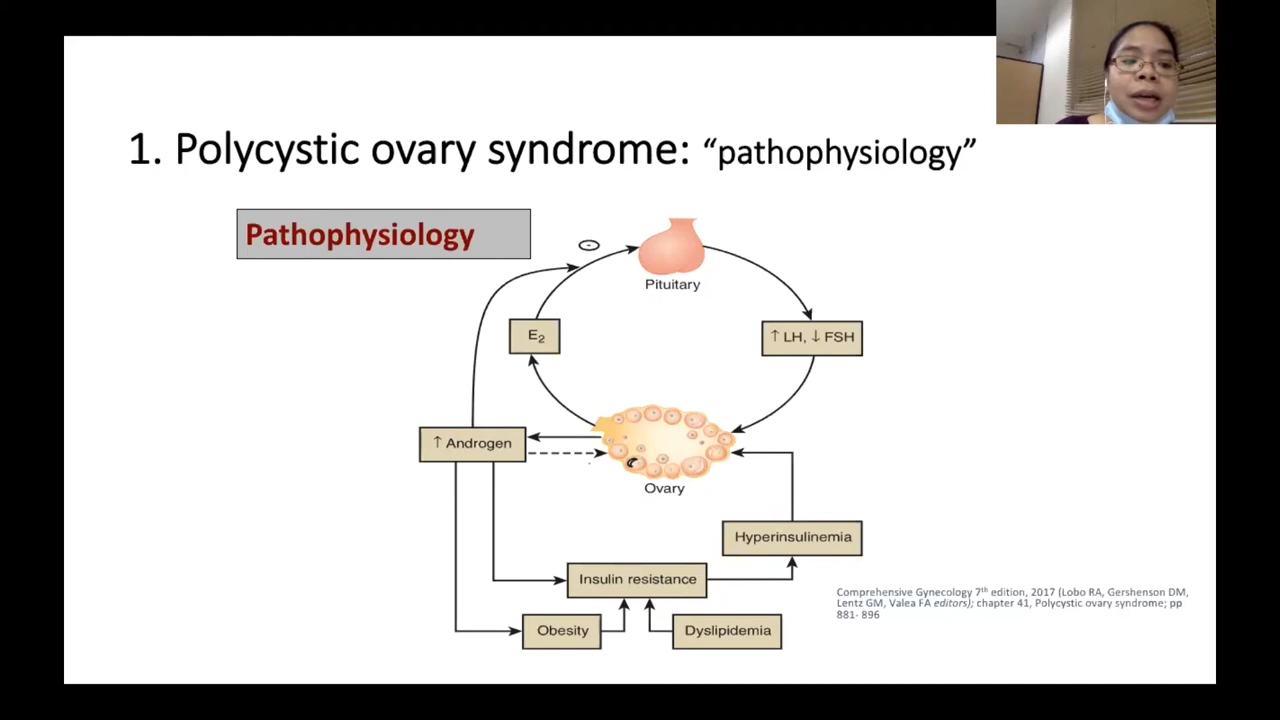 1. Polycystic ovary syndrome: “pathophysiology”
Pathophysiology
-
Pituitary
E₂
↑ LH, ↓ FSH
↑ Androgen
Ovary
Hyperinsulinemia
Insulin resistance
Obesity
Dyslipidemia
Comprehensive Gynecology 7th edition, 2017 (Lobo RA, Gershenson DM,
Lentz GM, Valea FA editors); chapter 41, Polycystic ovary syndrome; pp
881- 896